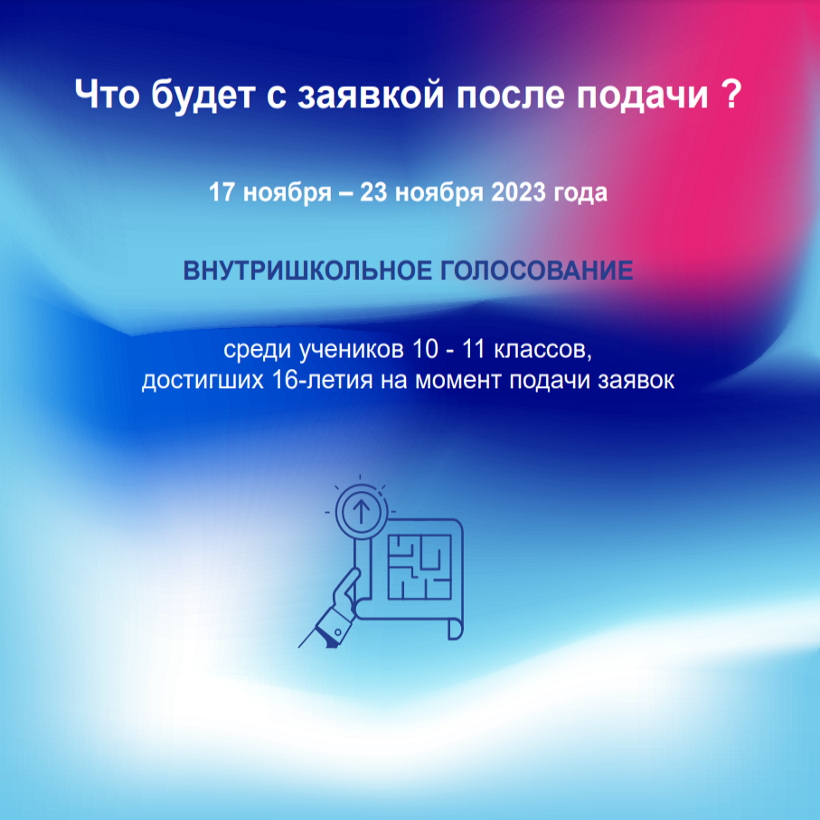 Что будет с заявкой после подачи ?
17 ноября – 23 ноября 2023 года
ВНУТРИШКОЛЬНОЕ ГОЛОСОВАНИЕ
среди учеников 10 - 11 классов,
достигших 16-летия на момент подачи заявок